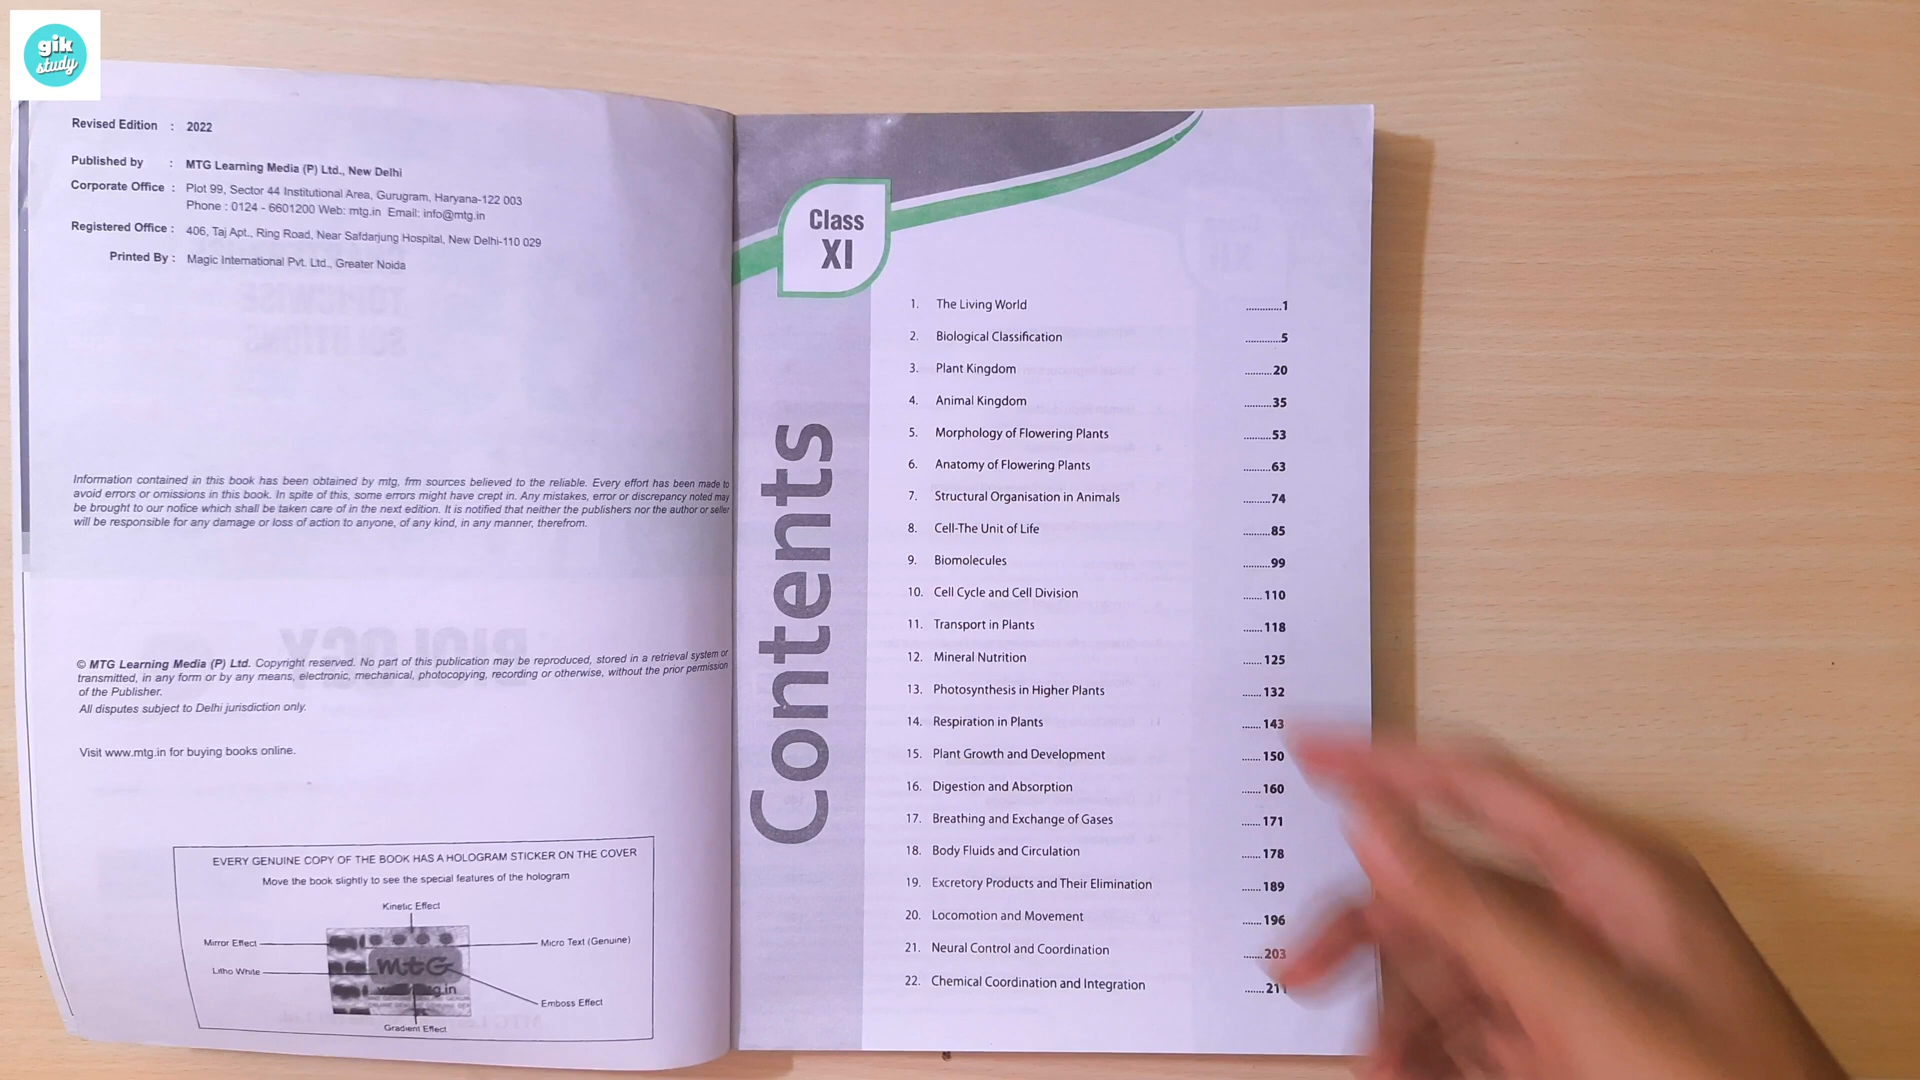 gik
study
Revised Edition : 2022
Published by : MTG Learning Media (P) Ltd., New Delhi
Corporate Office : Plot 99, Sector 44 Institutional Area, Gurugram, Haryana-122 003
Phone : 0124 - 6601200 Web: mtg.in Email: info@mtg.in
Registered Office : 406, Taj Apt., Ring Road, Near Safdarjung Hospital, New Delhi-110 029
Printed By : Magic International Pvt. Ltd., Greater Noida
Information contained in this book has been obtained by mtg, frm sources believed to the reliable. Every effort has been made to
avoid errors or omissions in this book. In spite of this, some errors might have crept in. Any mistakes, error or discrepancy noted may
be brought to our notice which shall be taken care of in the next edition. It is notified that neither the publishers nor the author or seller
will be responsible for any damage or loss of action to anyone, of any kind, in any manner, therefrom.
© MTG Learning Media (P) Ltd. Copyright reserved. No part of this publication may be reproduced, stored in a retrieval system or
transmitted, in any form or by any means, electronic, mechanical, photocopying, recording or otherwise, without the prior permission
of the Publisher.
All disputes subject to Delhi jurisdiction only.
Visit www.mtg.in for buying books online.
EVERY GENUINE COPY OF THE BOOK HAS A HOLOGRAM STICKER ON THE COVER
Move the book slightly to see the special features of the hologram
Kinetic Effect
Mirror Effect
Micro Text (Genuine)
Litho White
mtG
Emboss Effect
Gradient Effect
Class
XI
Contents
1. The Living World .............1
2. Biological Classification .............5
3. Plant Kingdom ..........20
4. Animal Kingdom ..........35
5. Morphology of Flowering Plants ..........53
6. Anatomy of Flowering Plants ..........63
7. Structural Organisation in Animals ..........74
8. Cell-The Unit of Life ..........85
9. Biomolecules ..........99
10. Cell Cycle and Cell Division .......110
11. Transport in Plants .......118
12. Mineral Nutrition .......125
13. Photosynthesis in Higher Plants .......132
14. Respiration in Plants .......143
15. Plant Growth and Development .......150
16. Digestion and Absorption .......160
17. Breathing and Exchange of Gases .......171
18. Body Fluids and Circulation .......178
19. Excretory Products and Their Elimination .......189
20. Locomotion and Movement .......196
21. Neural Control and Coordination .......203
22. Chemical Coordination and Integration .......211